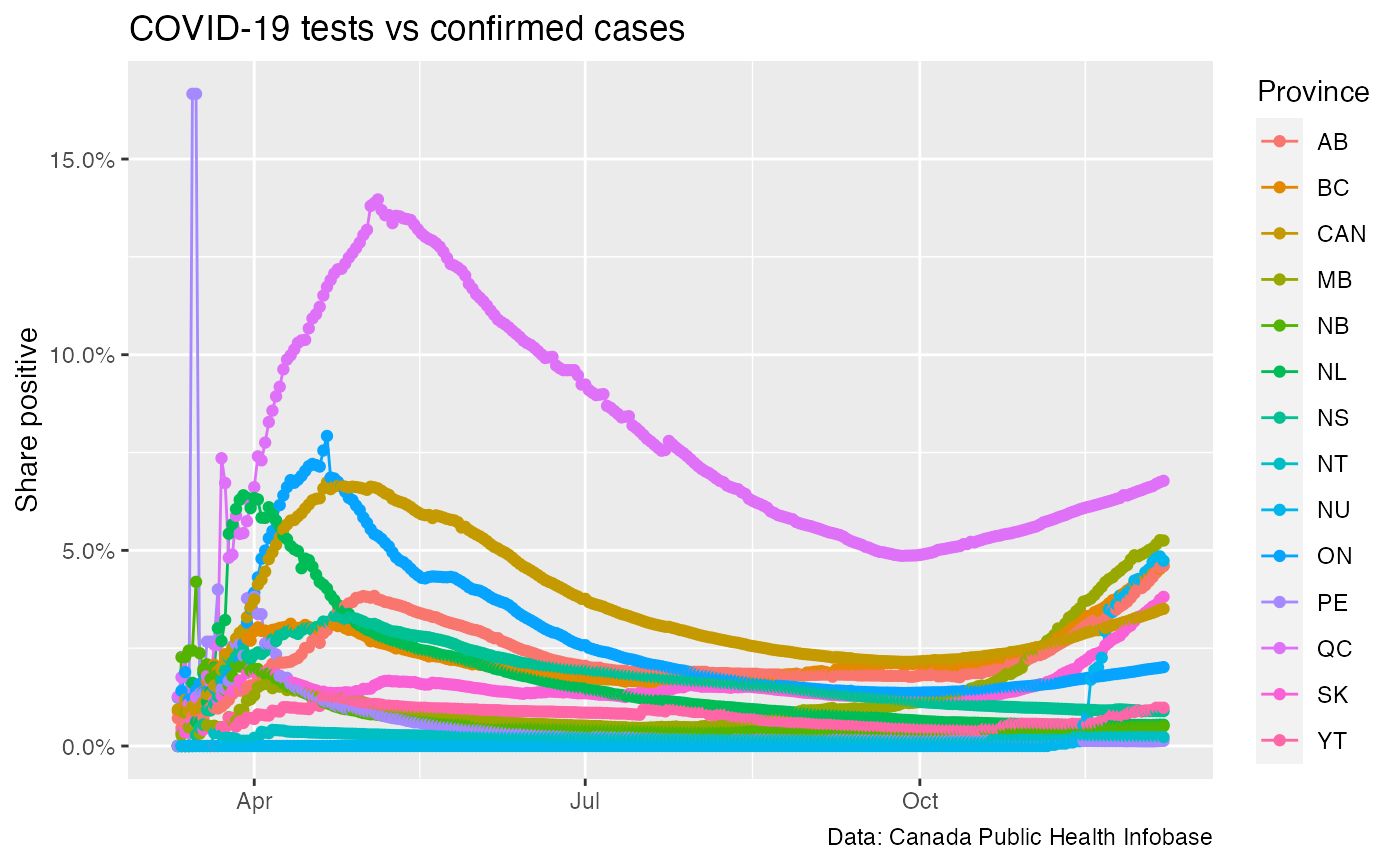 COVID-19 tests vs confirmed cases
Share positive
15.0%
10.0%
5.0%
0.0%
Apr
Jul
Oct
Data: Canada Public Health Infobase
Province
AB
BC
CAN
MB
NB
NL
NS
NT
NU
ON
PE
QC
SK
YT